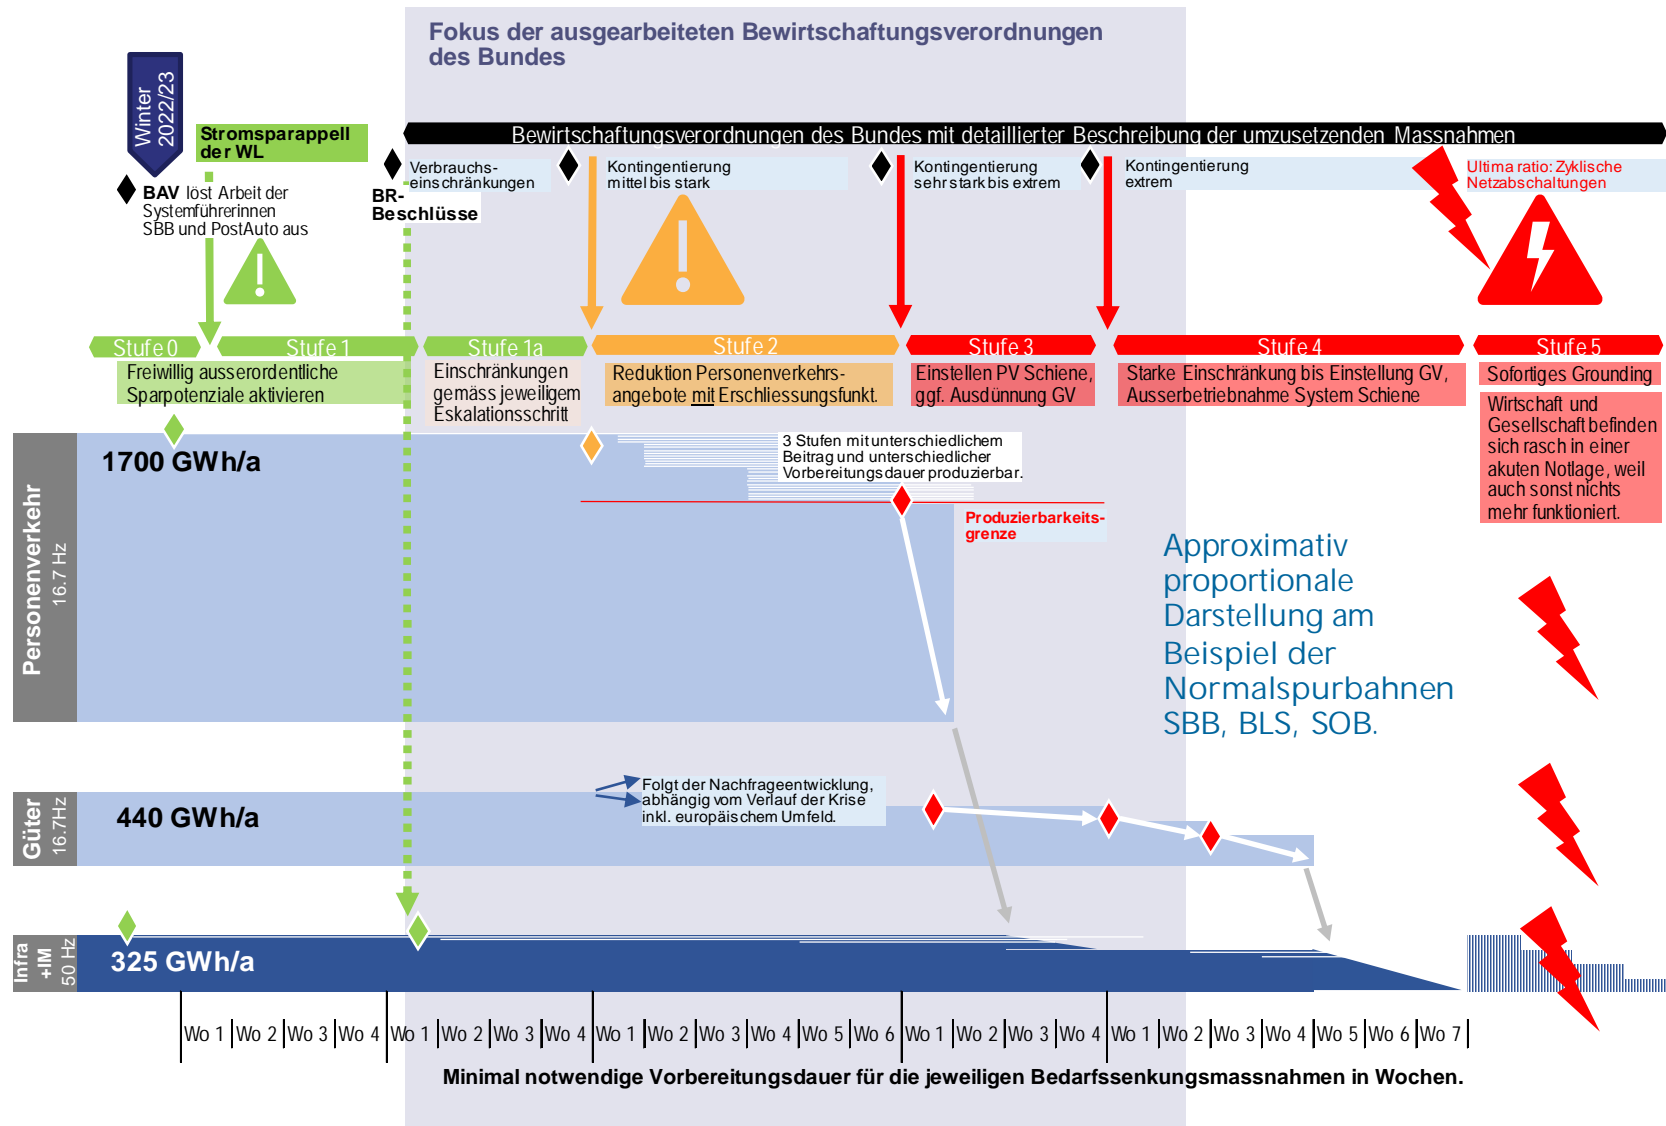 Fokus der ausgearbeiteten Bewirtschaftungsverordnungen
des Bundes
Winter
2022/23
Stromsparappell
der WL
Bewirtschaftungsverordnungen des Bundes mit detaillierter Beschreibung der umzusetzenden Massnahmen
BAV löst Arbeit der
Systemführerinnen
SBB und PostAuto aus
Verbrauchs-
einschränkungen
BR-
Beschlüsse
Kontingentierung
mittel bis stark
Kontingentierung
sehr stark bis extrem
Kontingentierung
extrem
Ultima ratio: Zyklische
Netzabschaltungen
Stufe 0
Stufe 1
Stufe 1a
Stufe 2
Stufe 3
Stufe 4
Stufe 5
Freiwillig ausserordentliche
Sparpotenziale aktivieren
Einschränkungen
gemäss jeweiligem
Eskalationsschritt
Reduktion Personenverkehrs-
angebote mit Erschliessungsfunkt.
Einstellen PV Schiene,
ggf. Ausdünnung GV
Starke Einschränkung bis Einstellung GV,
Ausserbetriebnahme System Schiene
Sofortiges Grounding
Wirtschaft und
Gesellschaft befinden
sich rasch in einer
akuten Notlage, weil
auch sonst nichts
mehr funktioniert.
Personenverkehr
16.7 Hz
1700 GWh/a
3 Stufen mit unterschiedlichem
Beitrag und unterschiedlicher
Vorbereitungsdauer produzierbar.
Produzierbarkeits-
grenze
Approximativ
proportionale
Darstellung am
Beispiel der
Normalspurbahnen
SBB, BLS, SOB.
Güter
16.7Hz
440 GWh/a
Folgt der Nachfrageentwicklung,
abhängig vom Verlauf der Krise
inkl. europäischem Umfeld.
Infra
+IM
50 Hz
325 GWh/a
Wo 1 Wo 2 Wo 3 Wo 4 Wo 1 Wo 2 Wo 3 Wo 4 Wo 1 Wo 2 Wo 3 Wo 4 Wo 5 Wo 6 Wo 1 Wo 2 Wo 3 Wo 4 Wo 1 Wo 2 Wo 3 Wo 4 Wo 5 Wo 6 Wo 7
Minimal notwendige Vorbereitungsdauer für die jeweiligen Bedarfssenkungsmassnahmen in Wochen.